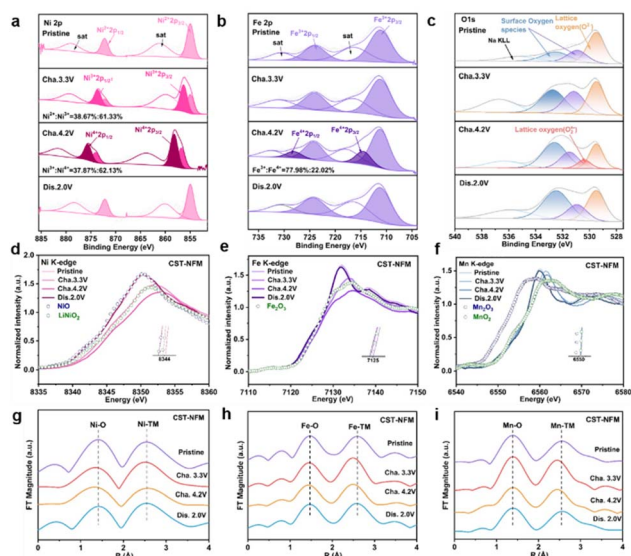 a
Ni 2p
Pristine
sat
Ni²⁺2p₁/₂
sat
Ni²⁺2p₃/₂
Cha.3.3V
Ni³⁺2p₁/₂
Ni³⁺2p₃/₂
Ni²⁺:Ni³⁺=38.67%:61.33%
Cha.4.2V
Ni⁴⁺2p₁/₂
Ni⁴⁺2p₃/₂
=37.87%:62.13%
Dis.2.0V
885 880 875 870 865 860 855
Binding Energy (eV)
b
Fe 2p
Pristine
sat
Fe³⁺2p₁/₂
sat
Fe³⁺2p₃/₂
Cha.3.3V
Cha.4.2V
Fe⁴⁺2p₁/₂
Fe⁴⁺2p₃/₂
Fe³⁺:Fe⁴⁺=77.98%:22.02%
Dis.2.0V
735 730 725 720 715 710 705
Binding Energy (eV)
c
O1s
Pristine
Na KLL
Surface Oxygen
species
Lattice
oxygen(O²⁻)
Cha.3.3V
Cha.4.2V
Lattice oxygen(O₂ⁿ⁻)
Dis.2.0V
540 538 536 534 532 530 528
Binding Energy (eV)
d
Ni K-edge
CST-NFM
Pristine
Cha.3.3V
Cha.4.2V
Dis.2.0V
NiO
LiNiO₂
8344
Normalized intensity (a.u.)
8335 8340 8345 8350 8355 8360
Energy (eV)
e
Fe K-edge
CST-NFM
Pristine
Cha.3.3V
Cha.4.2V
Dis.2.0V
Fe₂O₃
7125
Normalized intensity (a.u.)
7110 7120 7130 7140 7150
Energy (eV)
f
Mn K-edge
CST-NFM
Pristine
Cha.3.3V
Cha.4.2V
Dis.2.0V
Mn₂O₃
MnO₂
6550
Normalized intensity (a.u.)
6540 6550 6560 6570 6580
Energy (eV)
g
Ni-O
Ni-TM
CST-NFM
Pristine
Cha. 3.3V
Cha. 4.2V
Dis. 2.0V
FT Magnitude (a.u.)
0 1 2 3 4
R (Å)
h
Fe-O
Fe-TM
CST-NFM
Pristine
Cha. 3.3V
Cha. 4.2V
Dis. 2.0V
FT Magnitude (a.u.)
0 1 2 3 4
R (Å)
i
Mn-O
Mn-TM
CST-NFM
Pristine
Cha. 3.3V
Cha. 4.2V
Dis. 2.0V
FT Magnitude (a.u.)
0 1 2 3 4
R (Å)